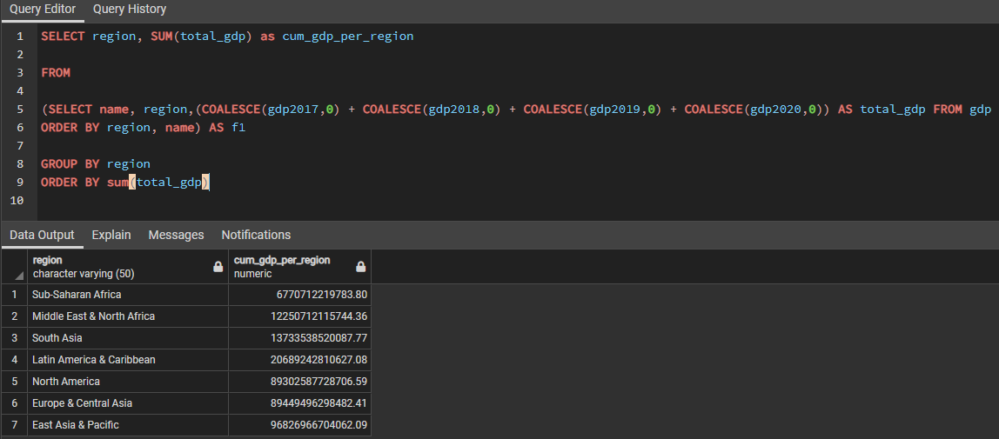 Query Editor Query History
1 SELECT region, SUM(total_gdp) as cum_gdp_per_region
2
3 FROM
4
5 (SELECT name, region,(COALESCE(gdp2017,0) + COALESCE(gdp2018,0) + COALESCE(gdp2019,0) + COALESCE(gdp2020,0)) AS total_gdp FROM gdp
6 ORDER BY region, name) AS f1
7
8 GROUP BY region
9 ORDER BY sum(total_gdp)
10
Data Output Explain Messages Notifications
region cum_gdp_per_region
character varying (50) numeric
1 Sub-Saharan Africa 6770712219783.80
2 Middle East & North Africa 12250712115744.36
3 South Asia 13733538520087.77
4 Latin America & Caribbean 20689242810627.08
5 North America 89302587728706.59
6 Europe & Central Asia 89449496298482.41
7 East Asia & Pacific 96826966704062.09